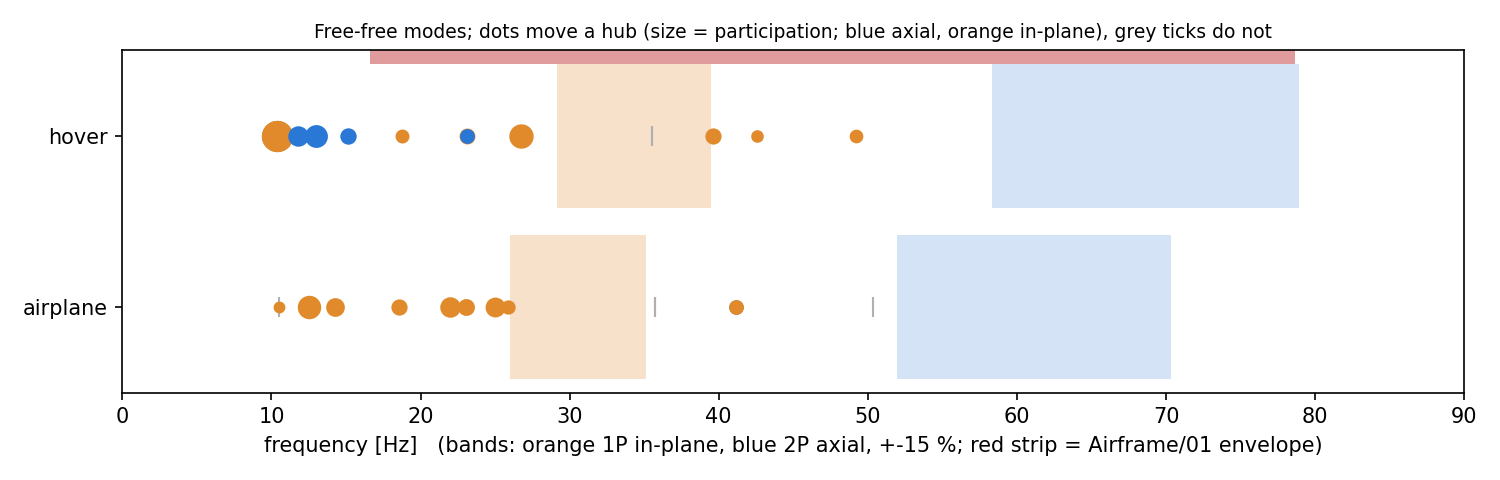 Free-free modes; dots move a hub (size = participation; blue axial, orange in-plane), grey ticks do not
hover
airplane
0 10 20 30 40 50 60 70 80 90
frequency [Hz]   (bands: orange 1P in-plane, blue 2P axial, +-15 %; red strip = Airframe/01 envelope)